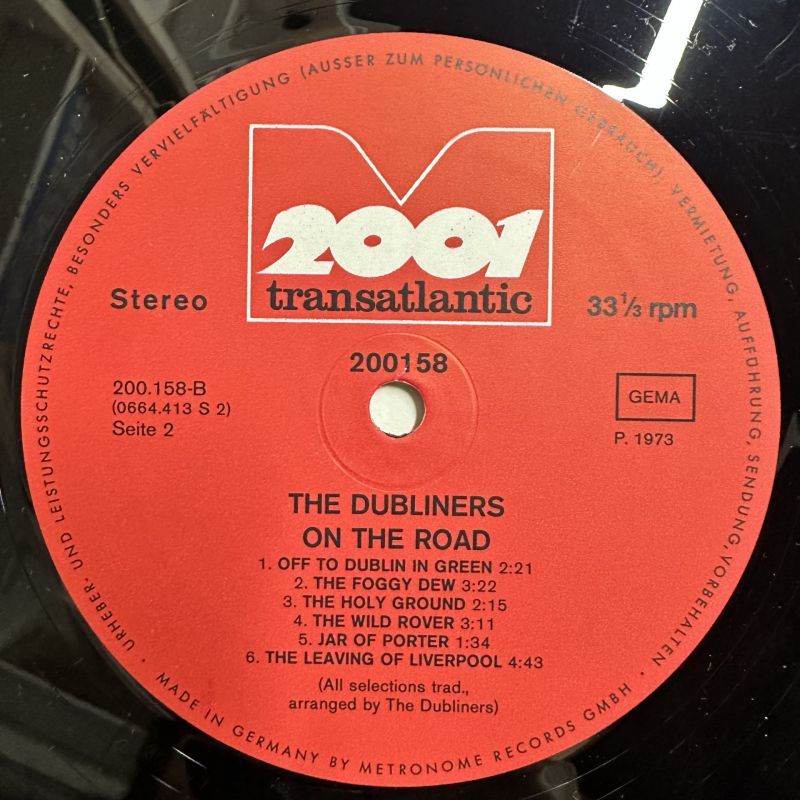 URHEBER- UND LEISTUNGSSCHUTZRECHTE, BESONDERS VERVIELFÄLTIGUNG (AUSSER ZUM PERSÖNLICHEN GEBRAUCH), VERMIETUNG, AUFFÜHRUNG, SENDUNG, VORBEHALTEN •
2001
transatlantic
Stereo
33 ⅓ rpm
200158
200.158-B
(0664.413 S 2)
Seite 2
GEMA
P. 1973
THE DUBLINERS
ON THE ROAD
1. OFF TO DUBLIN IN GREEN 2:21
2. THE FOGGY DEW 3:22
3. THE HOLY GROUND 2:15
4. THE WILD ROVER 3:11
5. JAR OF PORTER 1:34
6. THE LEAVING OF LIVERPOOL 4:43
(All selections trad.,
arranged by The Dubliners)
• MADE IN GERMANY BY METRONOME RECORDS GMBH •